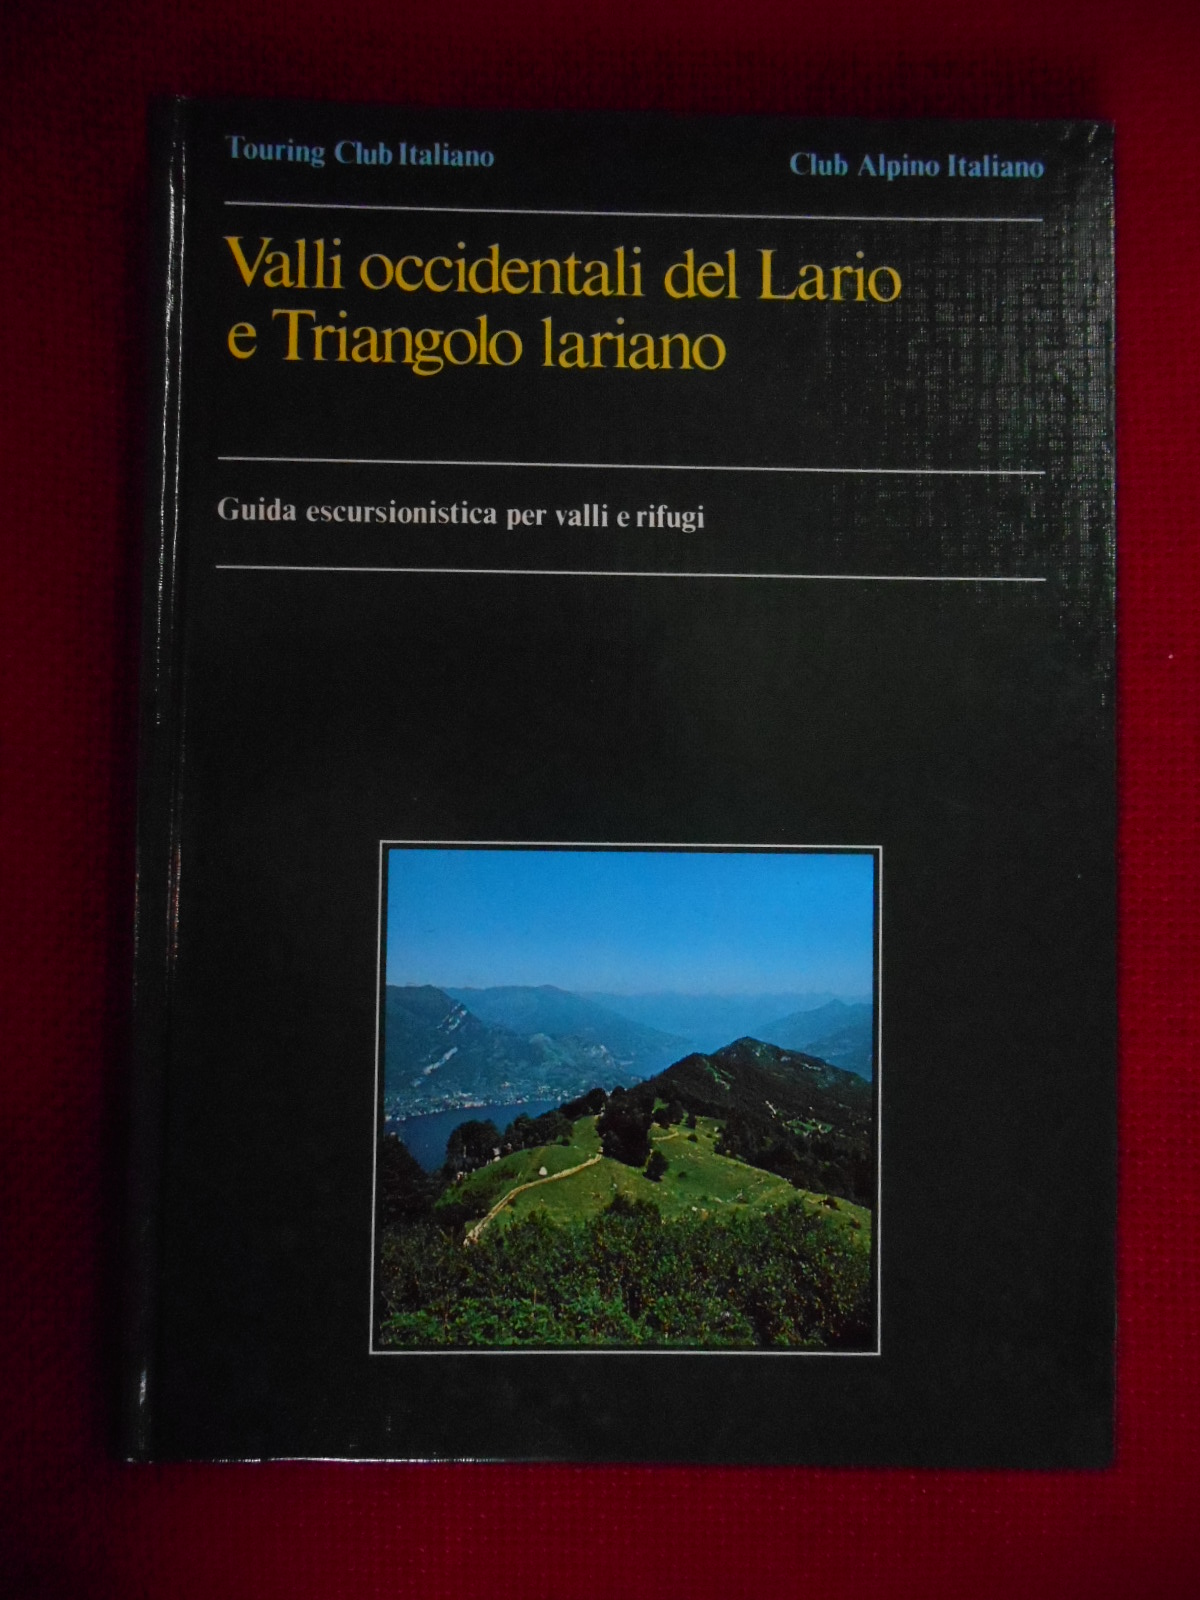 Touring Club Italiano
Club Alpino Italiano
Valli occidentali del Lario
e Triangolo lariano
Guida escursionistica per valli e rifugi